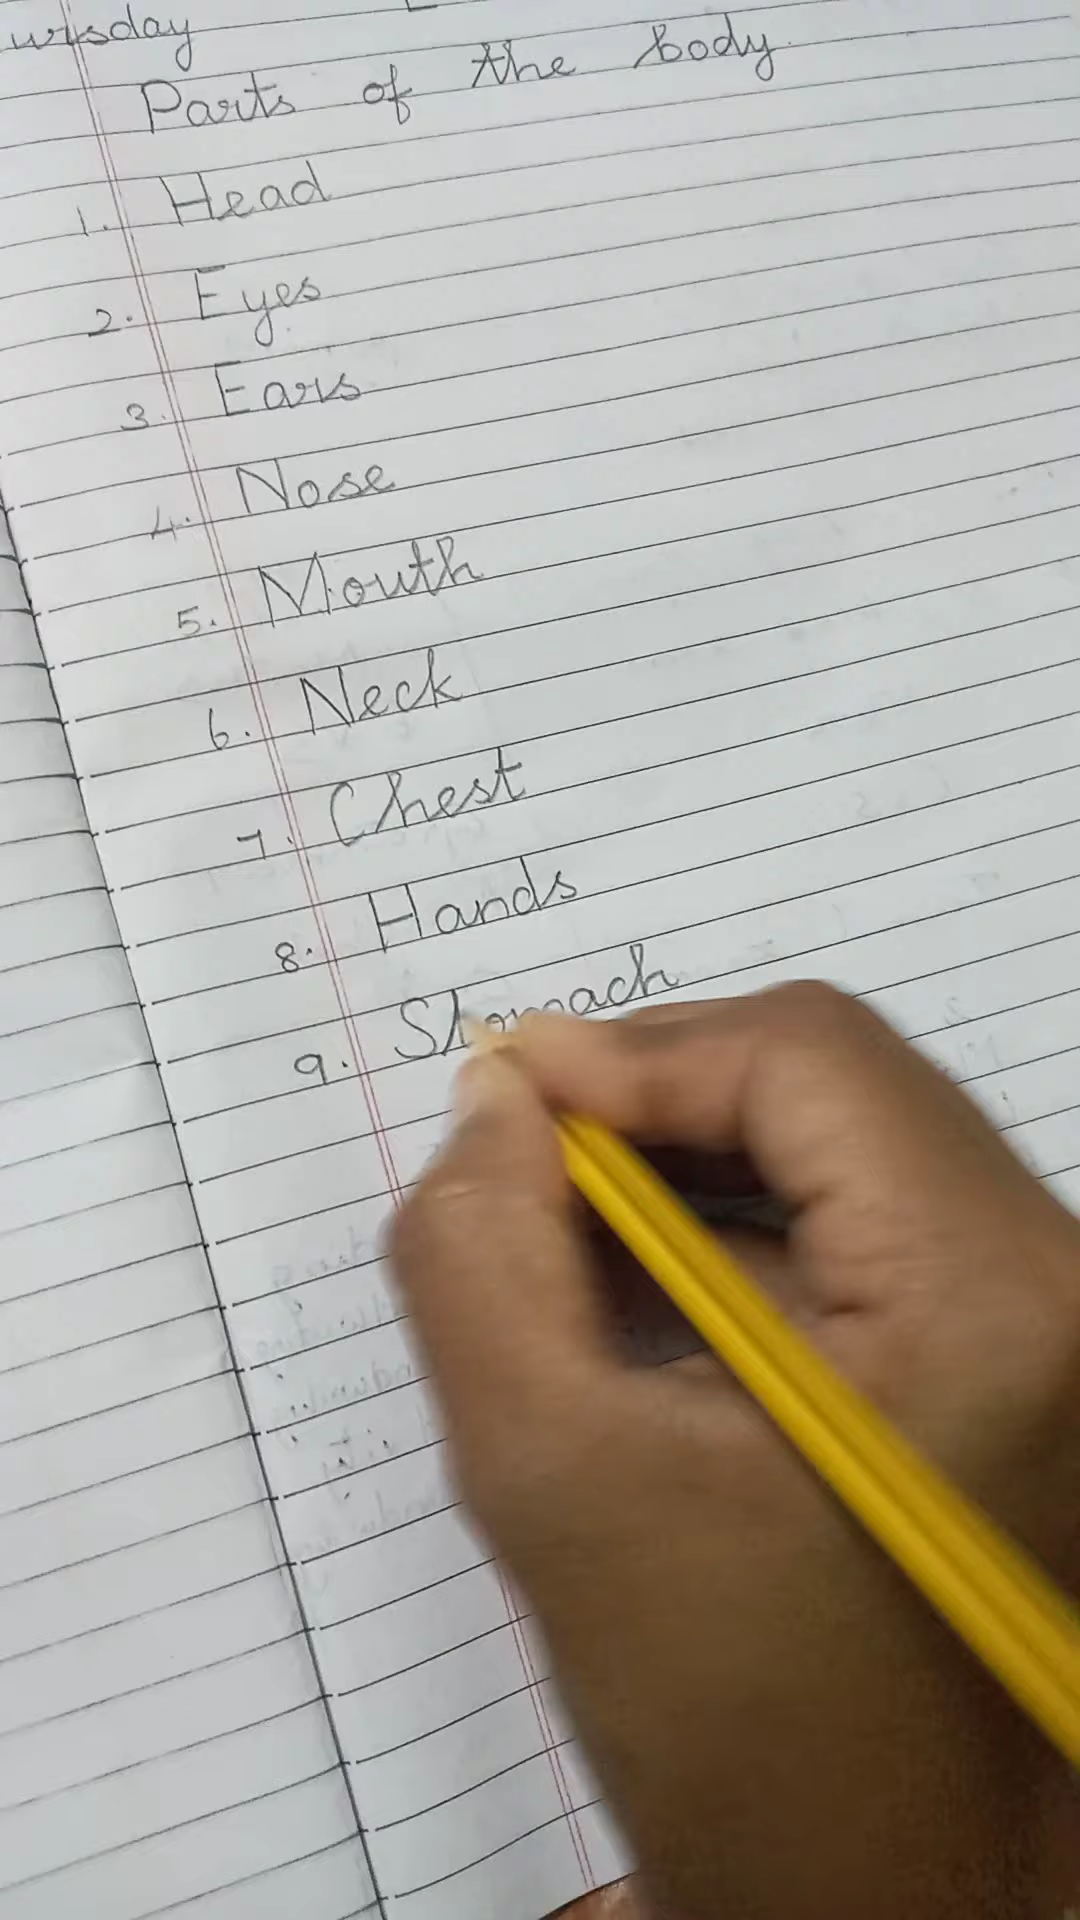 Parts of the body.
1. Head
2. Eyes
3. Ears
4. Nose
5. Mouth
6. Neck
7. Chest
8. Hands
9. Stomach